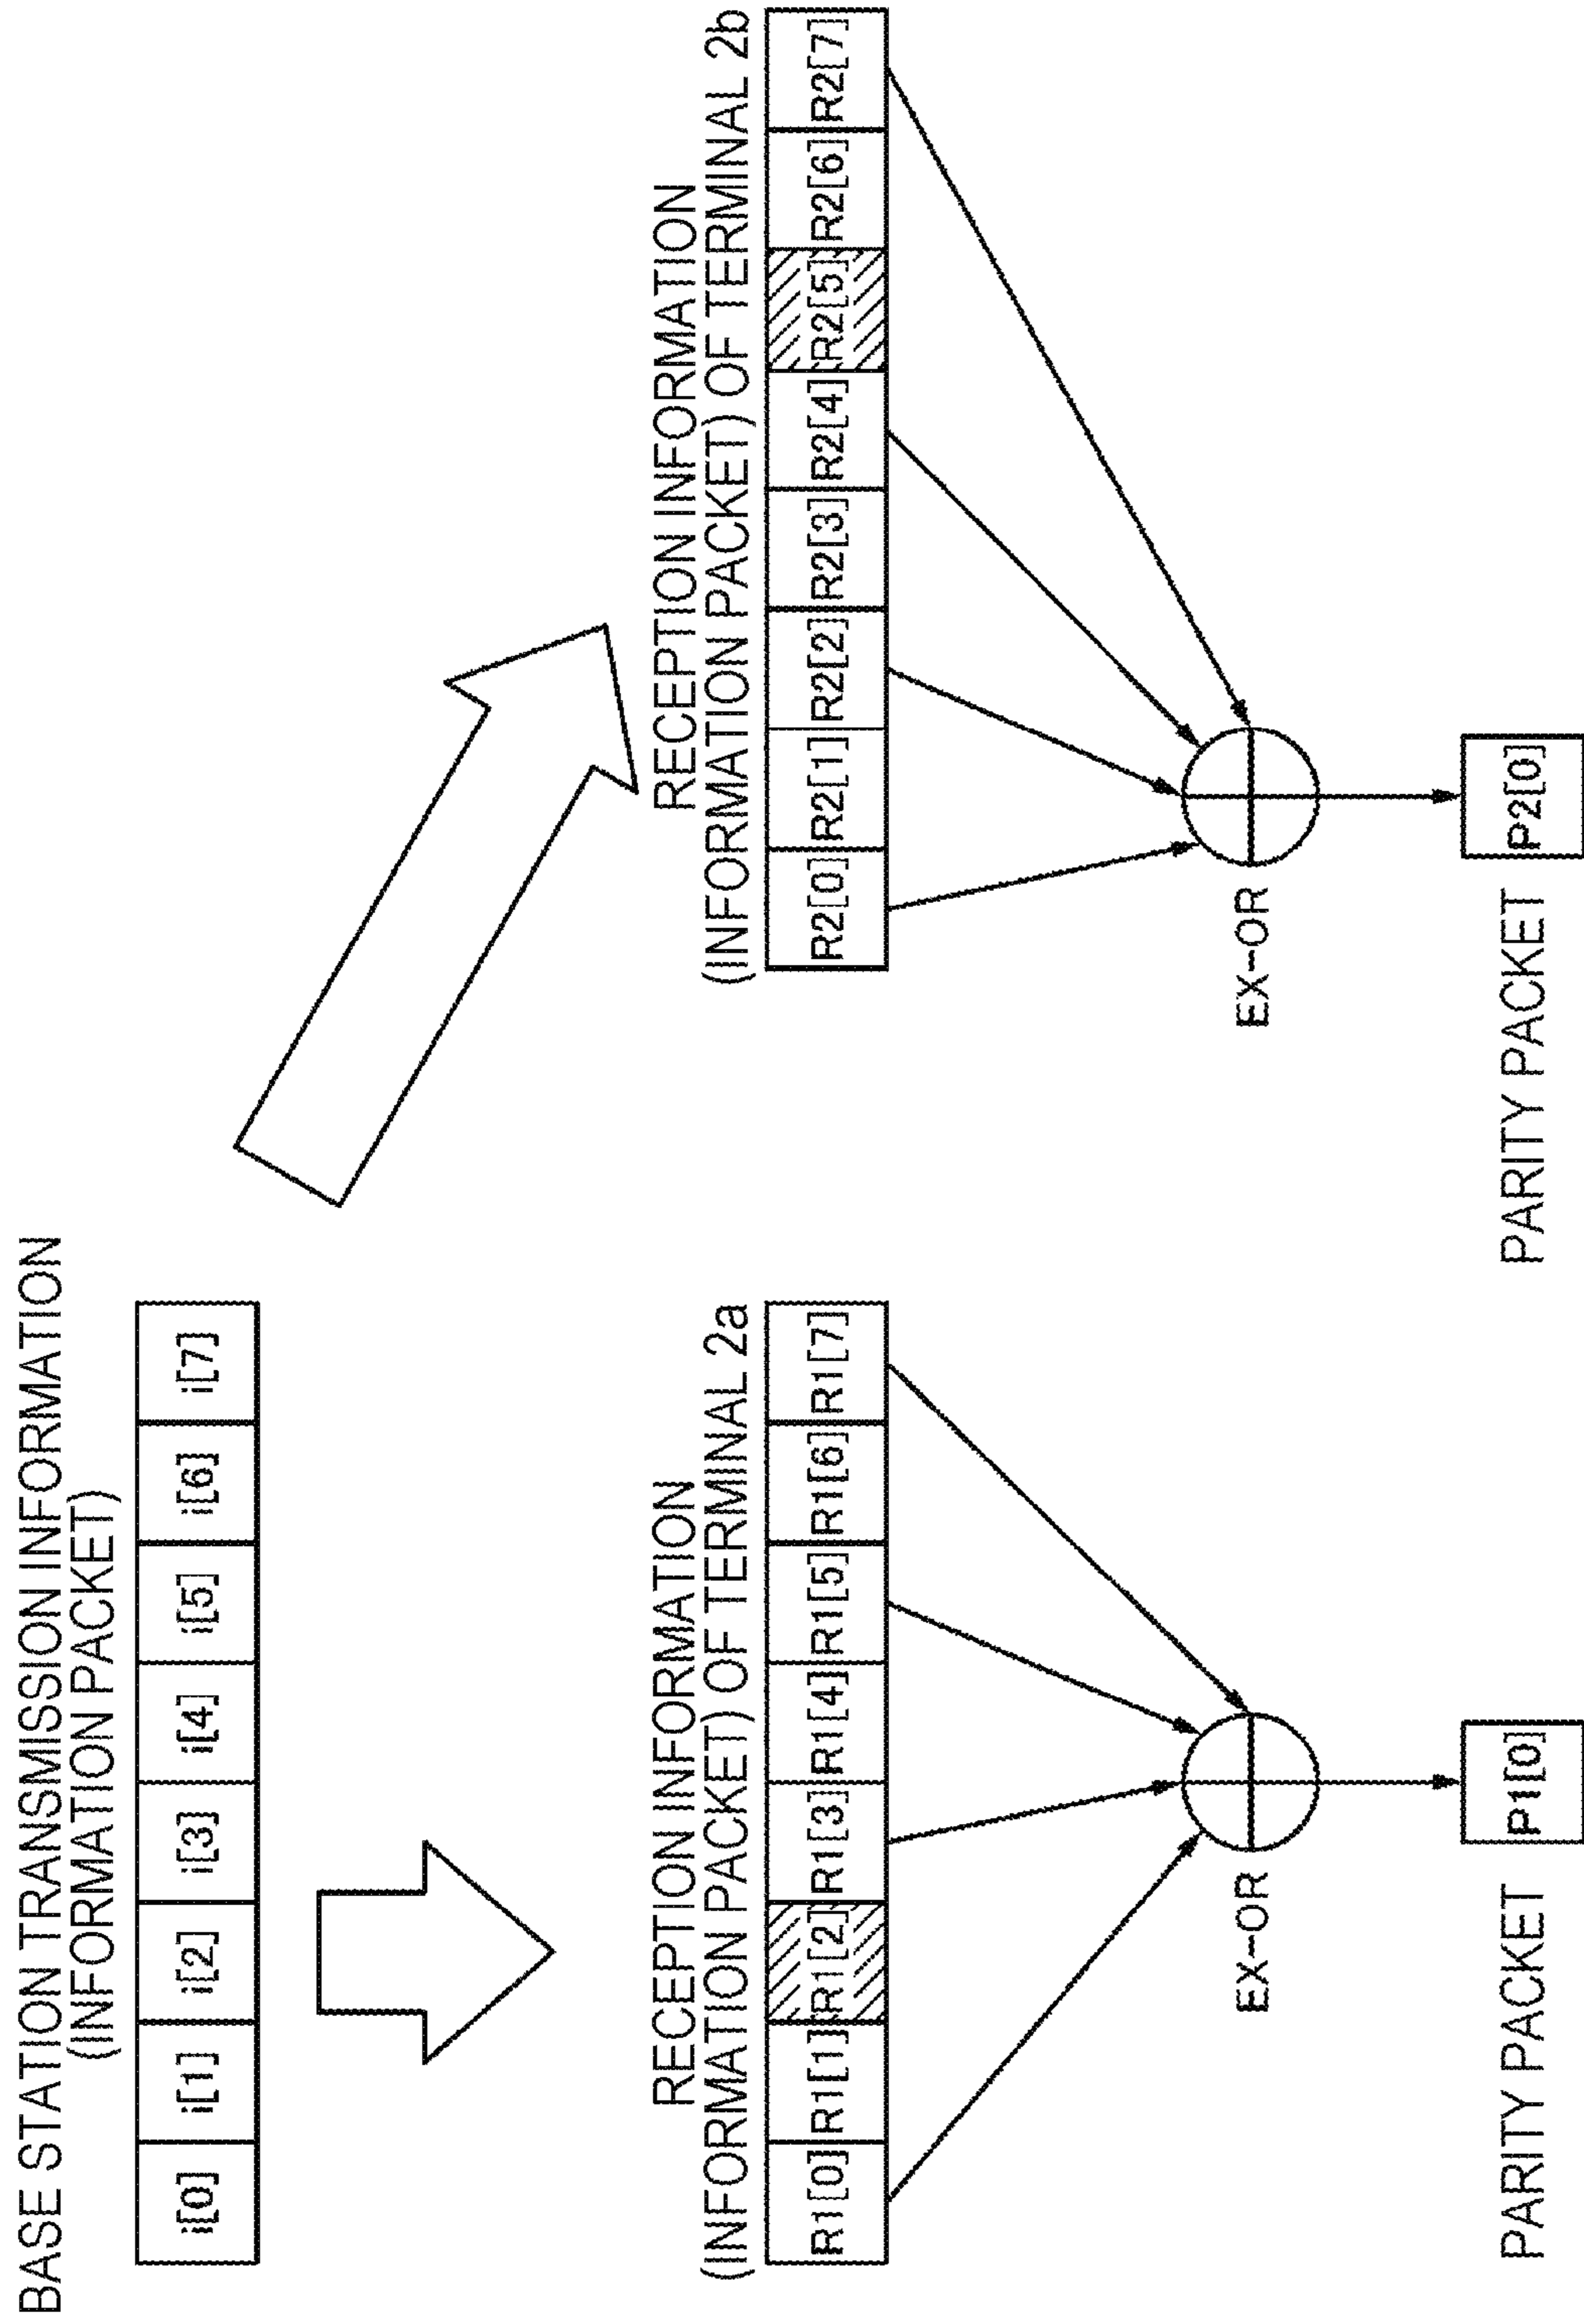 BASE STATION TRANSMISSION INFORMATION
(INFORMATION PACKET)
i[0] i[1] i[2] i[3] i[4] i[5] i[6] i[7]
RECEPTION INFORMATION
(INFORMATION PACKET) OF TERMINAL 2a
R1[0] R1[1] R1[2] R1[3] R1[4] R1[5] R1[6] R1[7]
EX-OR
PARITY PACKET P1[0]
RECEPTION INFORMATION
(INFORMATION PACKET) OF TERMINAL 2b
R2[0] R2[1] R2[2] R2[3] R2[4] R2[5] R2[6] R2[7]
EX-OR
PARITY PACKET P2[0]